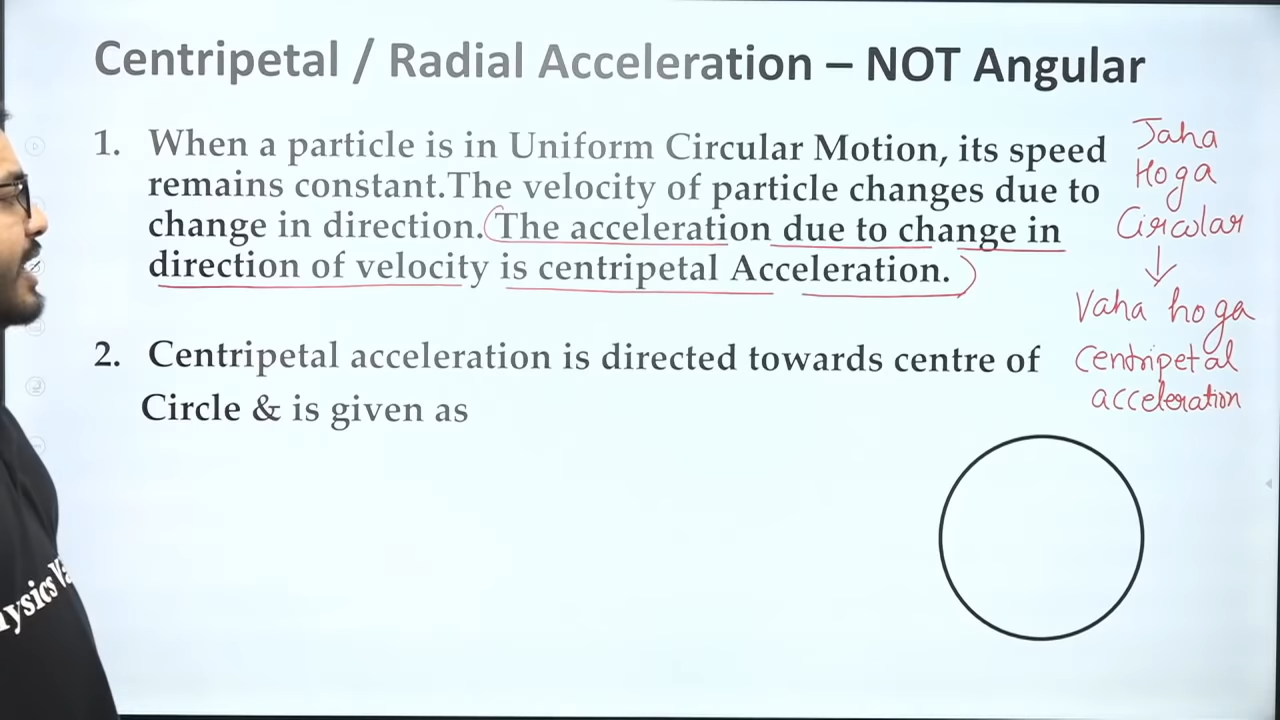 Centripetal / Radial Acceleration – NOT Angular
1. When a particle is in Uniform Circular Motion, its speed
remains constant.The velocity of particle changes due to
change in direction.(The acceleration due to change in
direction of velocity is centripetal Acceleration.)
Jaha
Hoga
Circular
↓
Vaha hoga
Centripetal
acceleration
2. Centripetal acceleration is directed towards centre of
Circle & is given as